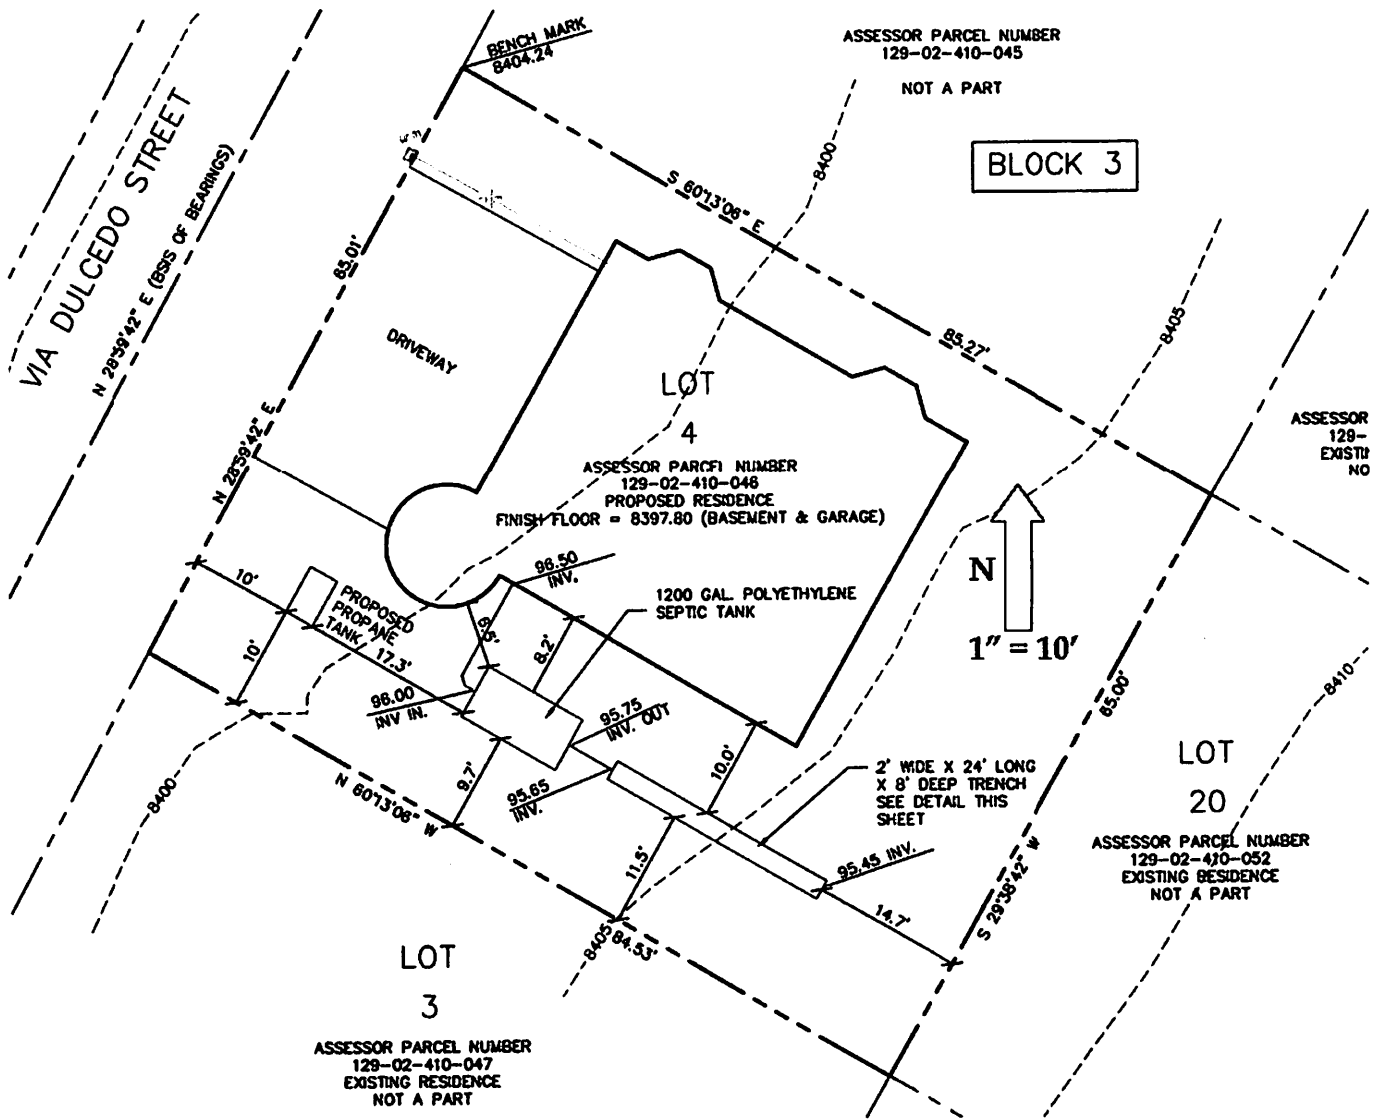 BENCH MARK
8404.24
ASSESSOR PARCEL NUMBER
129-02-410-045
NOT A PART
BLOCK 3
VIA DULCEDO STREET
N 28°59'42" E (BSIS OF BEARINGS)
8400
S 60°13'06" E
85.27'
8405
65.01'
N 28°59'42" E
DRIVEWAY
LOT
4
ASSESSOR PARCEL NUMBER
129-02-410-046
PROPOSED RESIDENCE
FINISH FLOOR = 8397.80 (BASEMENT & GARAGE)
ASSESSOR
129-
EXISTIN
NO
N
1" = 10'
96.50
INV.
1200 GAL. POLYETHYLENE
SEPTIC TANK
10'
PROPOSED
PROPANE
TANK
17.3'
10'
6.5'
8.2'
96.00
INV IN.
95.75
INV. OUT
9.7'
95.65
INV.
10.0'
2' WIDE X 24' LONG
X 8' DEEP TRENCH
SEE DETAIL THIS
SHEET
11.5'
95.45 INV.
14.7'
65.00'
S 29°38'42" W
8410
8400
N 60°13'06" W
84.53'
8405
LOT
20
ASSESSOR PARCEL NUMBER
129-02-410-052
EXISTING RESIDENCE
NOT A PART
LOT
3
ASSESSOR PARCEL NUMBER
129-02-410-047
EXISTING RESIDENCE
NOT A PART